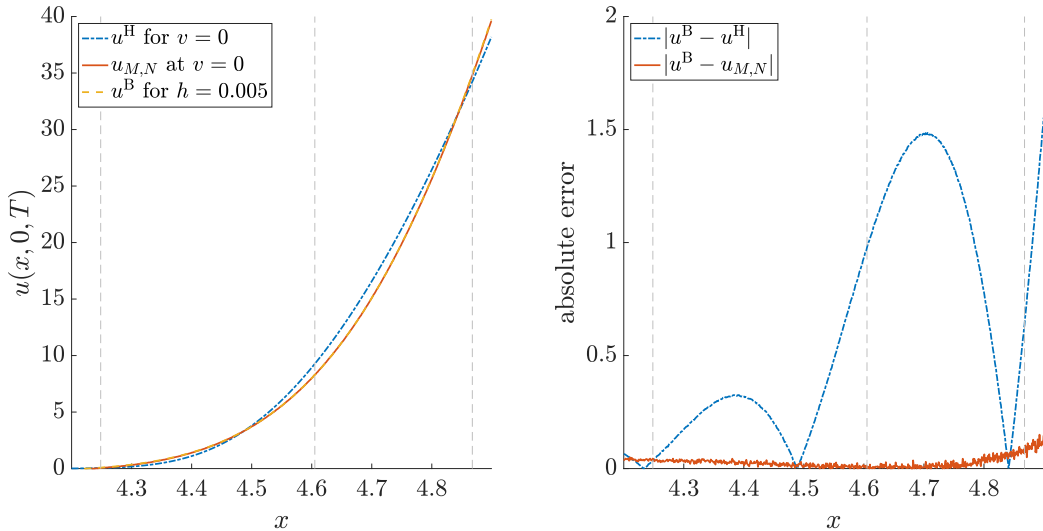 u^H for v = 0
u_{M,N} at v = 0
u^B for h = 0.005
40
35
30
25
20
15
10
5
0
u(x, 0, T)
4.3 4.4 4.5 4.6 4.7 4.8
x
|u^B − u^H|
|u^B − u_{M,N}|
2
1.5
1
0.5
0
absolute error
4.3 4.4 4.5 4.6 4.7 4.8
x